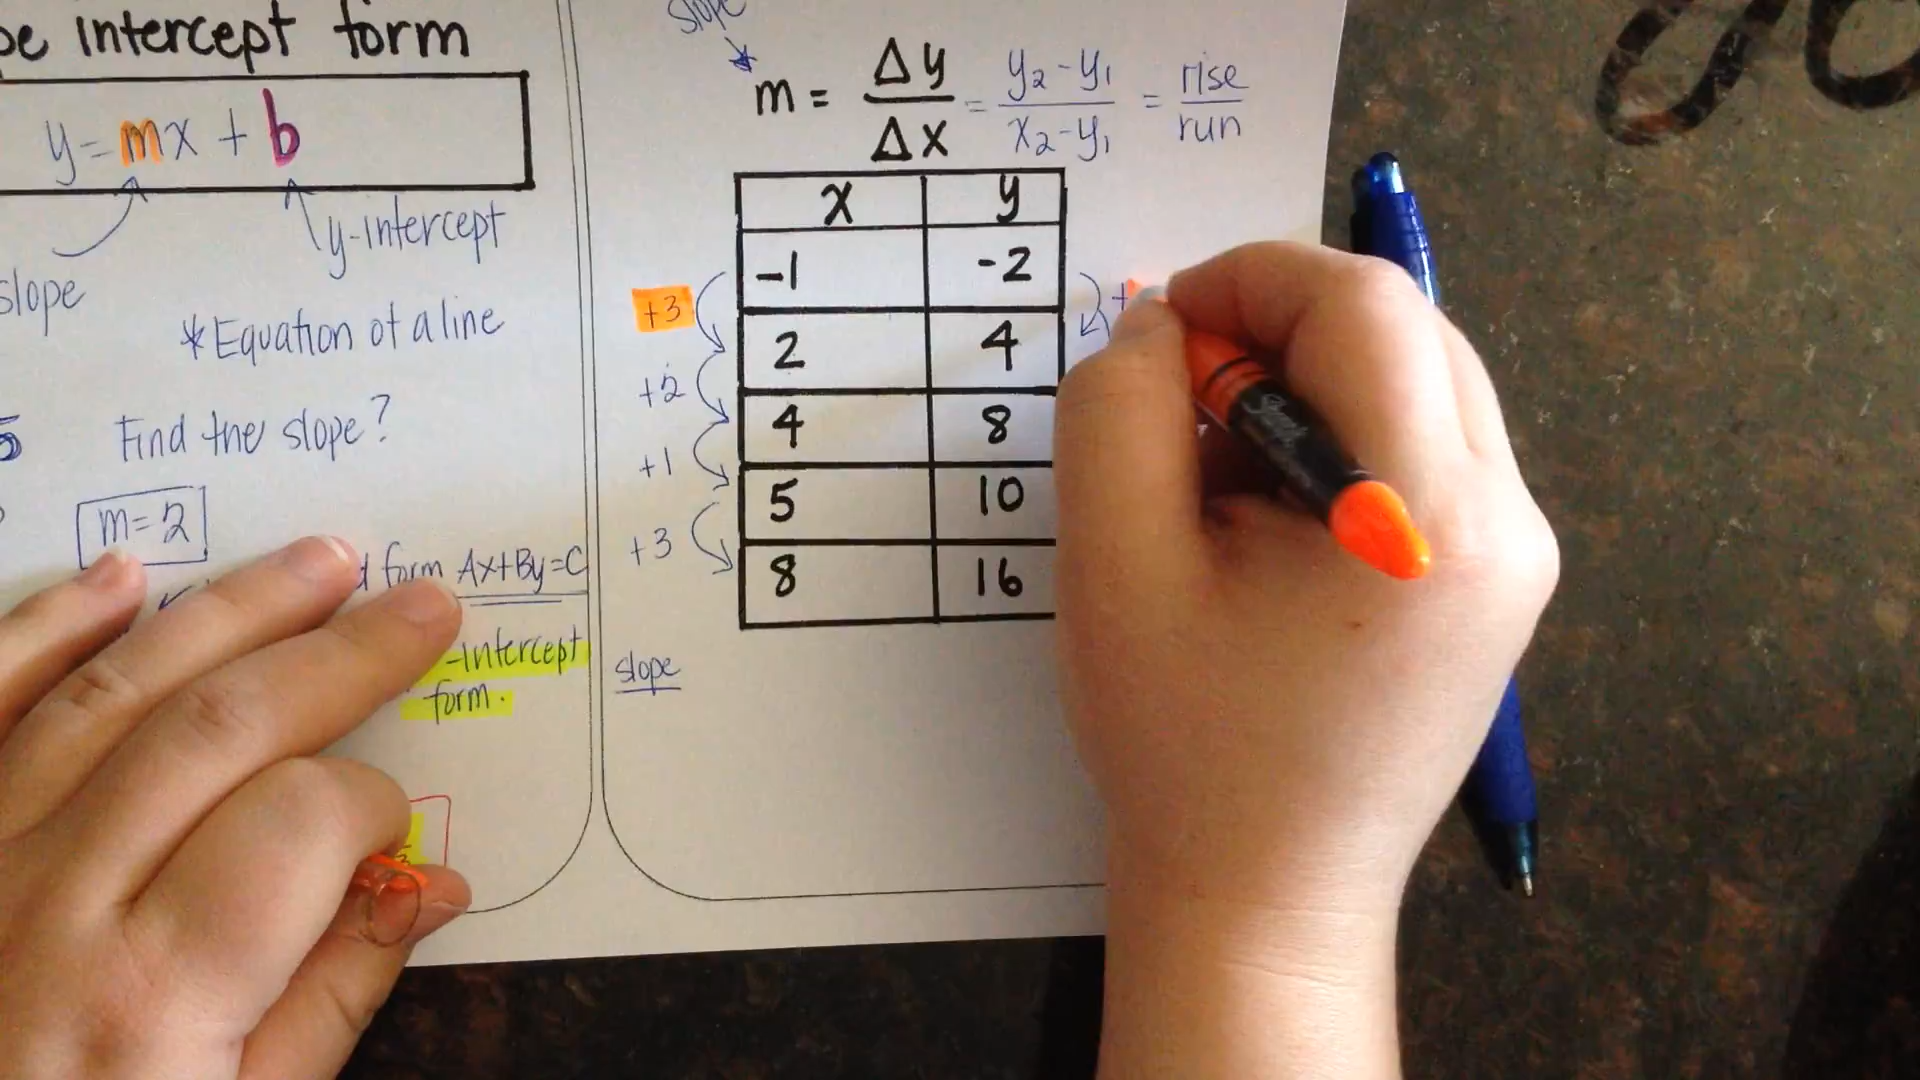 intercept form
y=mx + b
y-intercept
slope
*Equation of a line
Find the slope?
m=2
form Ax+By=C
-intercept
form.
slope
m = Δy / Δx = y2-y1 / x2-y1 = rise / run
x y
-1 -2
2 4
4 8
5 10
8 16
+3
+2
+1
+3
slope